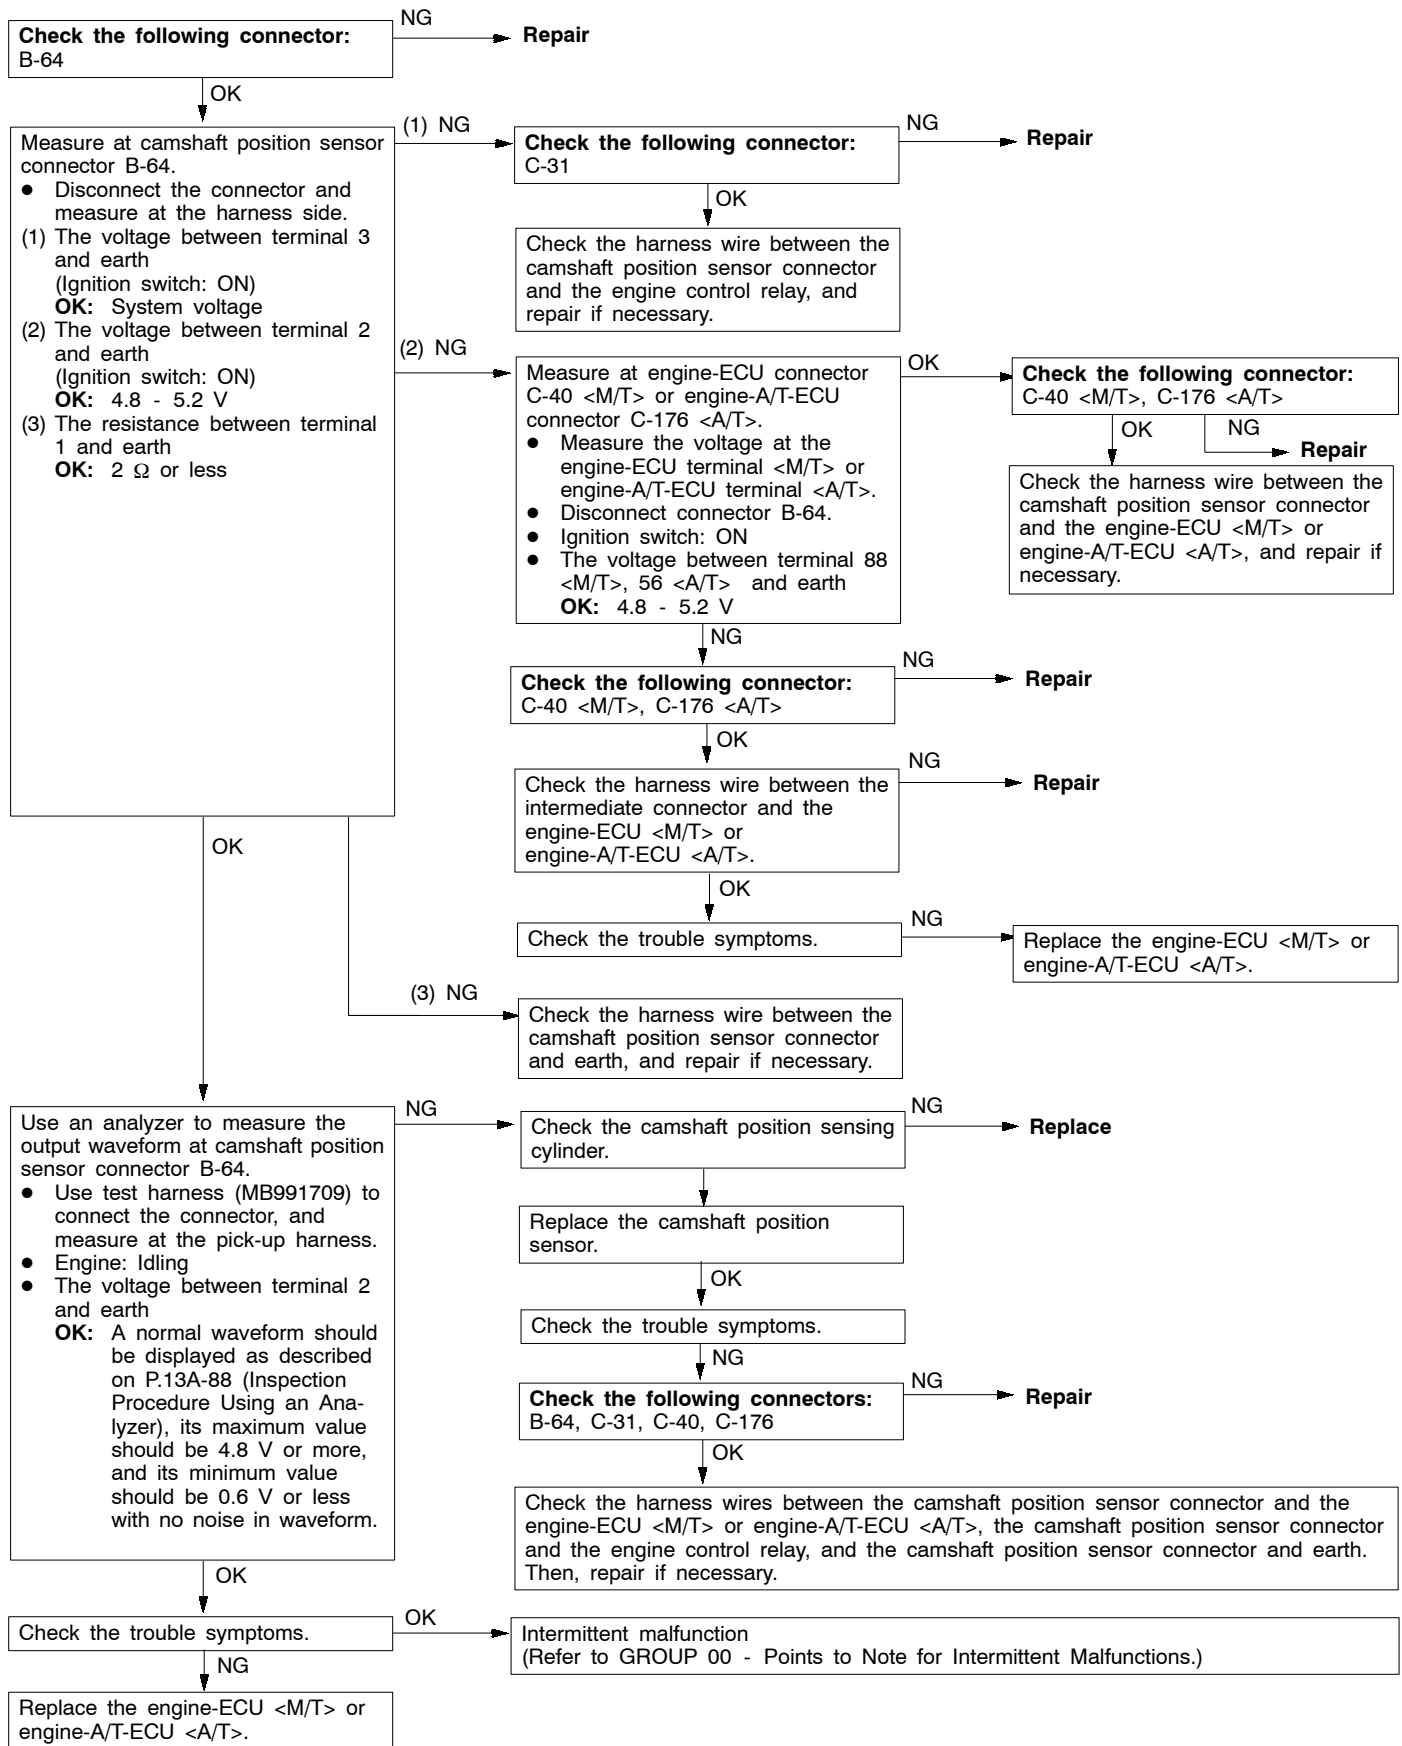 Check the following connector:
B-64
NG
Repair
OK
Measure at camshaft position sensor
connector B-64.
● Disconnect the connector and
measure at the harness side.
(1) The voltage between terminal 3
and earth
(Ignition switch: ON)
OK: System voltage
(2) The voltage between terminal 2
and earth
(Ignition switch: ON)
OK: 4.8 - 5.2 V
(3) The resistance between terminal
1 and earth
OK: 2 Ω or less
(1) NG
Check the following connector:
C-31
NG
Repair
OK
Check the harness wire between the
camshaft position sensor connector
and the engine control relay, and
repair if necessary.
(2) NG
Measure at engine-ECU connector
C-40 <M/T> or engine-A/T-ECU
connector C-176 <A/T>.
● Measure the voltage at the
engine-ECU terminal <M/T> or
engine-A/T-ECU terminal <A/T>.
● Disconnect connector B-64.
● Ignition switch: ON
● The voltage between terminal 88
<M/T>, 56 <A/T> and earth
OK: 4.8 - 5.2 V
OK
Check the following connector:
C-40 <M/T>, C-176 <A/T>
OK
NG
Repair
Check the harness wire between the
camshaft position sensor connector
and the engine-ECU <M/T> or
engine-A/T-ECU <A/T>, and repair if
necessary.
NG
Check the following connector:
C-40 <M/T>, C-176 <A/T>
NG
Repair
OK
Check the harness wire between the
intermediate connector and the
engine-ECU <M/T> or
engine-A/T-ECU <A/T>.
NG
Repair
OK
Check the trouble symptoms.
NG
Replace the engine-ECU <M/T> or
engine-A/T-ECU <A/T>.
(3) NG
Check the harness wire between the
camshaft position sensor connector
and earth, and repair if necessary.
OK
Use an analyzer to measure the
output waveform at camshaft position
sensor connector B-64.
● Use test harness (MB991709) to
connect the connector, and
measure at the pick-up harness.
● Engine: Idling
● The voltage between terminal 2
and earth
OK: A normal waveform should
be displayed as described
on P.13A-88 (Inspection
Procedure Using an Ana-
lyzer), its maximum value
should be 4.8 V or more,
and its minimum value
should be 0.6 V or less
with no noise in waveform.
NG
Check the camshaft position sensing
cylinder.
NG
Replace
Replace the camshaft position
sensor.
OK
Check the trouble symptoms.
NG
Check the following connectors:
B-64, C-31, C-40, C-176
NG
Repair
OK
Check the harness wires between the camshaft position sensor connector and the
engine-ECU <M/T> or engine-A/T-ECU <A/T>, the camshaft position sensor connector
and the engine control relay, and the camshaft position sensor connector and earth.
Then, repair if necessary.
OK
Check the trouble symptoms.
OK
Intermittent malfunction
(Refer to GROUP 00 - Points to Note for Intermittent Malfunctions.)
NG
Replace the engine-ECU <M/T> or
engine-A/T-ECU <A/T>.